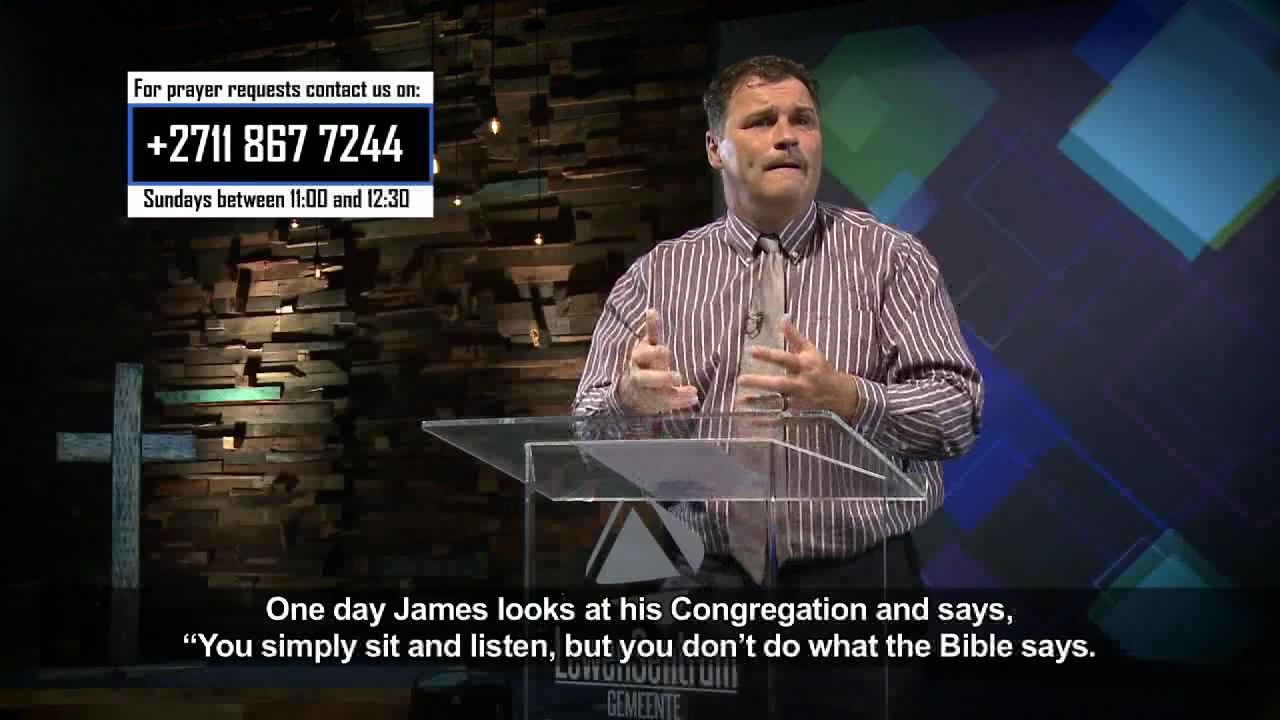 For prayer requests contact us on:
+2711 867 7244
Sundays between 11:00 and 12:30
One day James looks at his Congregation and says,
“You simply sit and listen, but you don’t do what the Bible says.
GEMEENTE